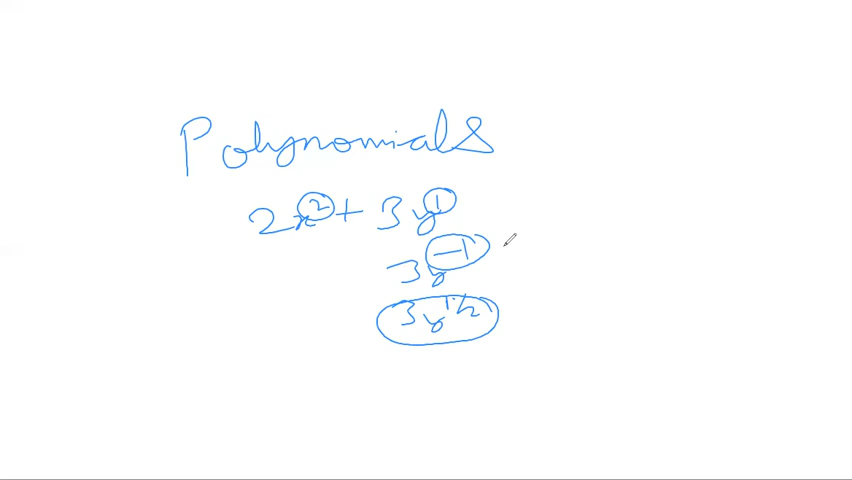 Polynomials
2x² + 3y¹
3y⁻¹
3y^1/2